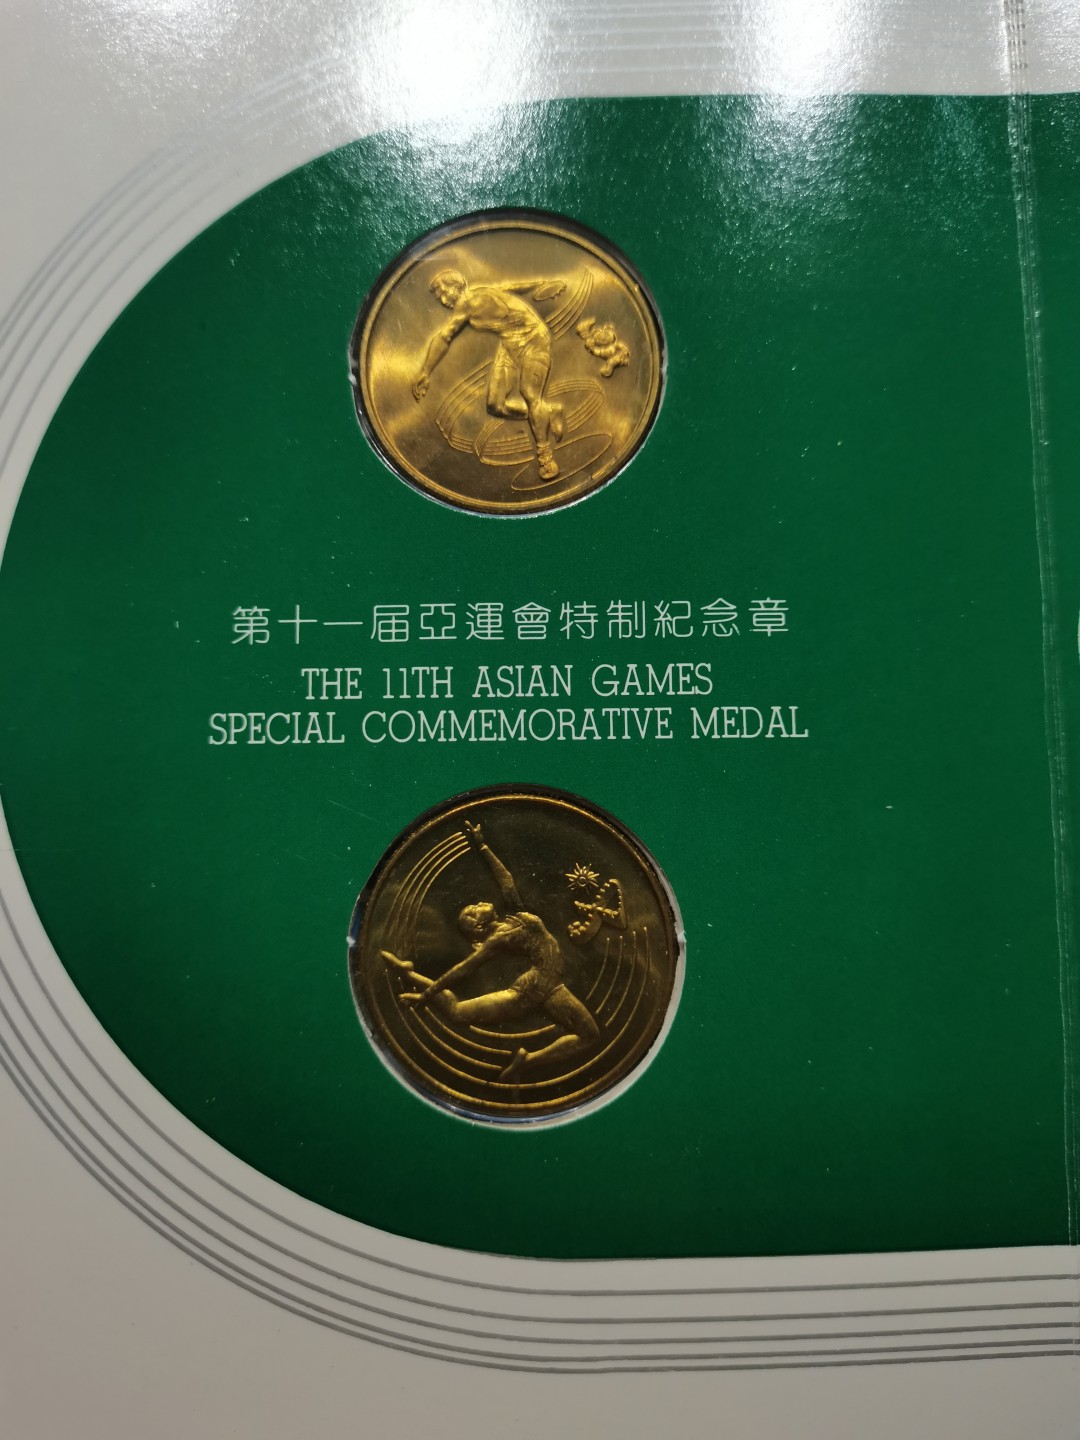 第十一届亞運會特制紀念章
THE 11TH ASIAN GAMES
SPECIAL COMMEMORATIVE MEDAL